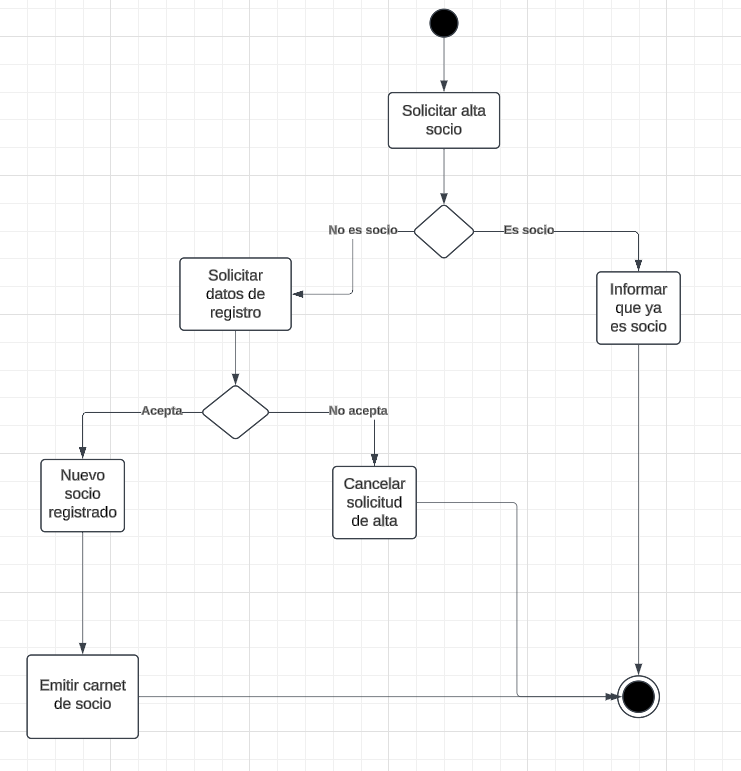 Solicitar alta
socio
No es socio
Es socio
Solicitar
datos de
registro
Informar
que ya
es socio
Acepta
No acepta
Nuevo
socio
registrado
Cancelar
solicitud
de alta
Emitir carnet
de socio